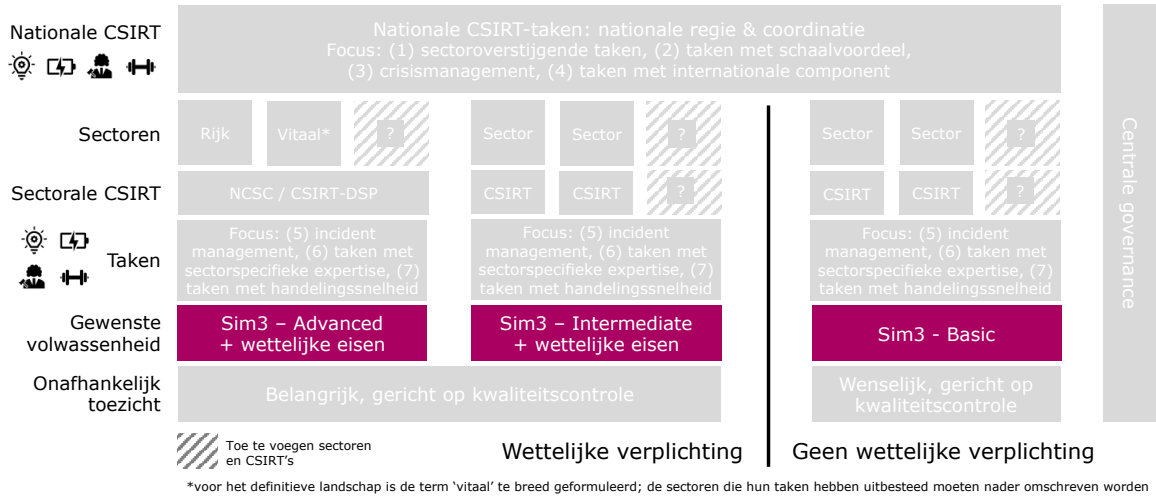 Nationale CSIRT
Nationale CSIRT-taken: nationale regie & coordinatie
Focus: (1) sectoroverstijgende taken, (2) taken met schaalvoordeel,
(3) crisismanagement, (4) taken met internationale component
Centrale governance
Sectoren
Rijk
Vitaal*
?
Sector
Sector
?
Sector
Sector
?
Sectorale CSIRT
NCSC / CSIRT-DSP
CSIRT
CSIRT
?
CSIRT
CSIRT
?
Taken
Focus: (5) incident
management, (6) taken met
sectorspecifieke expertise, (7)
taken met handelingssnelheid
Focus: (5) incident
management, (6) taken met
sectorspecifieke expertise, (7)
taken met handelingssnelheid
Focus: (5) incident
management, (6) taken met
sectorspecifieke expertise, (7)
taken met handelingssnelheid
Gewenste
volwassenheid
Sim3 – Advanced
+ wettelijke eisen
Sim3 – Intermediate
+ wettelijke eisen
Sim3 - Basic
Onafhankelijk
toezicht
Belangrijk, gericht op kwaliteitscontrole
Wenselijk, gericht op
kwaliteitscontrole
Toe te voegen sectoren
en CSIRT's
Wettelijke verplichting
Geen wettelijke verplichting
*voor het definitieve landschap is de term 'vitaal' te breed geformuleerd; de sectoren die hun taken hebben uitbesteed moeten nader omschreven worden